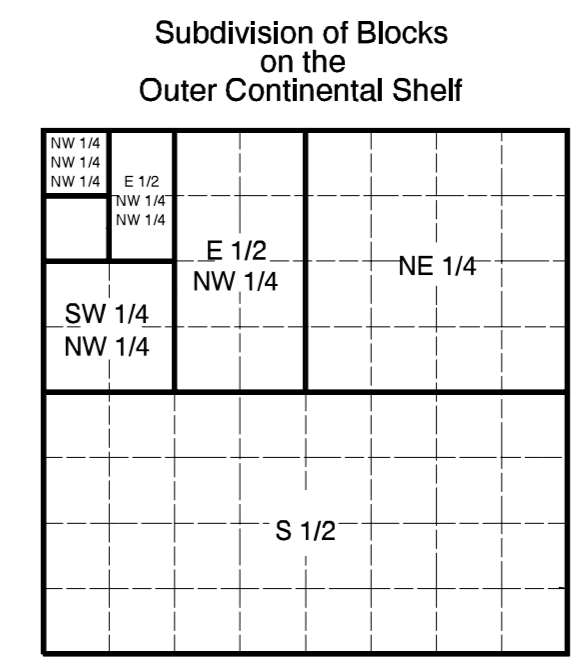 Subdivision of Blocks
on the
Outer Continental Shelf
NW 1/4
NW 1/4
NW 1/4
E 1/2
NW 1/4
NW 1/4
E 1/2
NW 1/4
NE 1/4
SW 1/4
NW 1/4
S 1/2